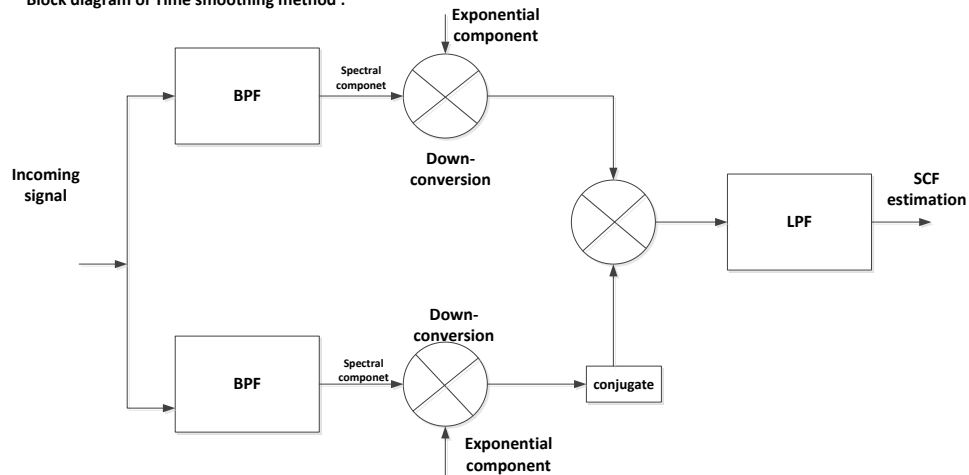 Block diagram of Time smoothing method :
Exponential
component
BPF
Spectral
componet
Down-
conversion
Incoming
signal
SCF
estimation
LPF
Down-
conversion
BPF
Spectral
componet
conjugate
Exponential
component